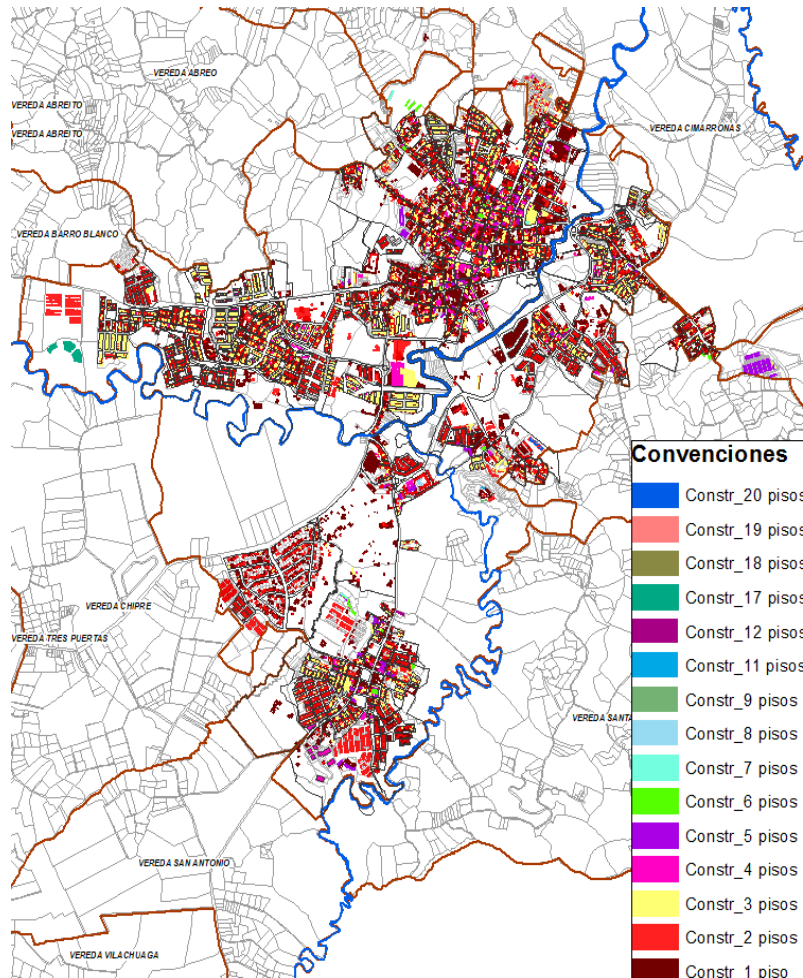 VEREDA ABREO
VEREDA ABREITO
VEREDA ABREITO
VEREDA CIMARRONAS
VEREDA BARRO BLANCO
VEREDA CHIPRE
VEREDA TRES PUERTAS
VEREDA SANTA
VEREDA SAN ANTONIO
VEREDA VILACHUAGA
Convenciones
Constr_20 pisos
Constr_19 pisos
Constr_18 pisos
Constr_17 pisos
Constr_12 pisos
Constr_11 pisos
Constr_9 pisos
Constr_8 pisos
Constr_7 pisos
Constr_6 pisos
Constr_5 pisos
Constr_4 pisos
Constr_3 pisos
Constr_2 pisos
Constr_1 piso